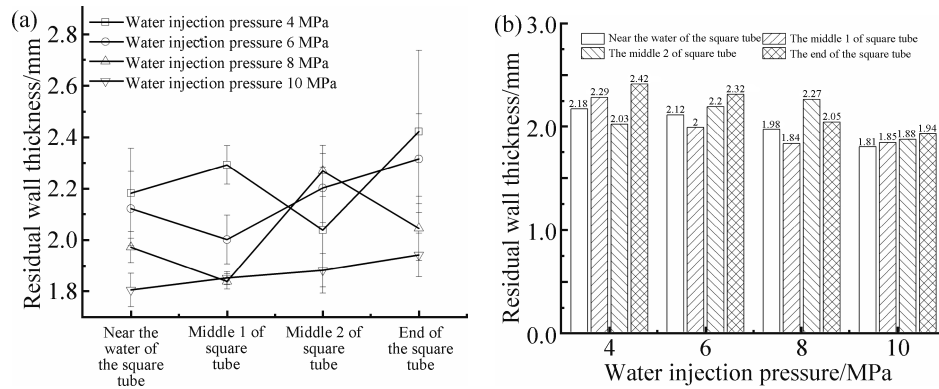 (a)
Water injection pressure 4 MPa
Water injection pressure 6 MPa
Water injection pressure 8 MPa
Water injection pressure 10 MPa
Residual wall thickness/mm
2.8
2.6
2.4
2.2
2.0
1.8
Near the
water of
the square
tube
Middle 1 of
square
tube
Middle 2 of
square
tube
End of
the square
tube
(b)
Near the water of the square tube
The middle 1 of square tube
The middle 2 of square tube
The end of the square tube
Residual wall thickness/mm
3.0
2.0
1.0
0.0
2.18
2.29
2.03
2.42
2.12
2
2.2
2.32
1.98
1.84
2.27
2.05
1.81
1.85
1.88
1.94
4
6
8
10
Water injection pressure/MPa